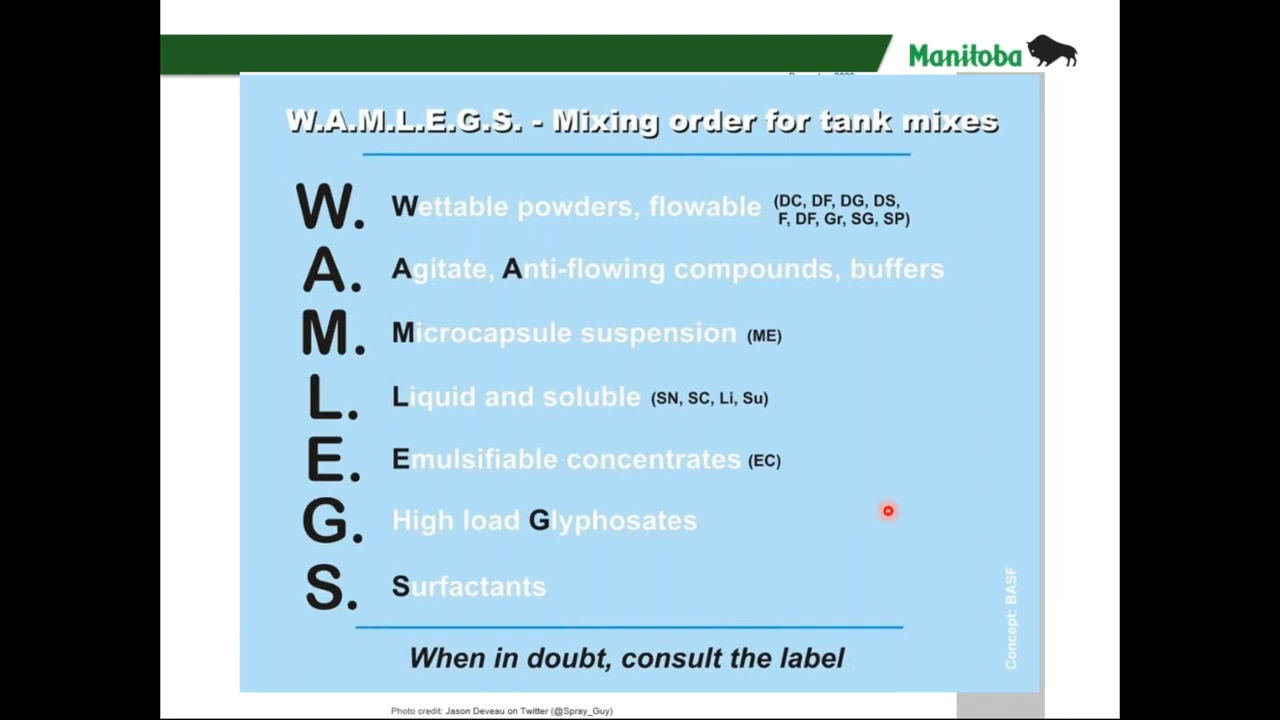 Manitoba
W.A.M.L.E.G.S. - Mixing order for tank mixes
W. Wettable powders, flowable (DC, DF, DG, DS,
F, DF, Gr, SG, SP)
A. Agitate, Anti-flowing compounds, buffers
M. Microcapsule suspension (ME)
L. Liquid and soluble (SN, SC, Li, Su)
E. Emulsifiable concentrates (EC)
G. High load Glyphosates
S. Surfactants
Concept: BASF
When in doubt, consult the label
Photo credit: Jason Deveau on Twitter (@Spray_Guy)